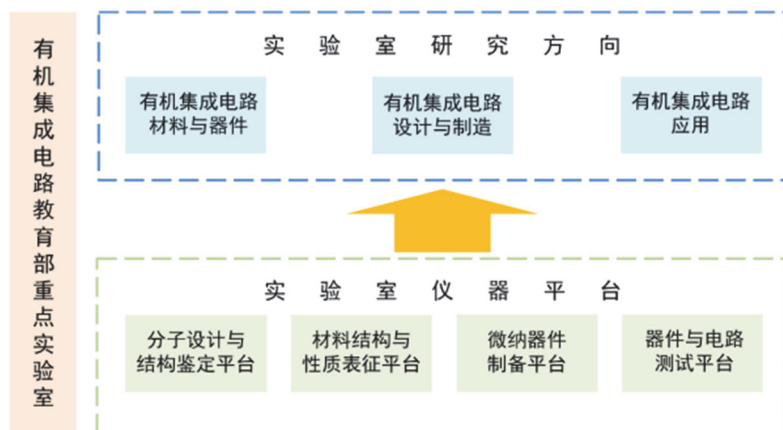 有机集成电路教育部重点实验室
实验室研究方向
有机集成电路
材料与器件
有机集成电路
设计与制造
有机集成电路
应用
实验室仪器平台
分子设计与
结构鉴定平台
材料结构与
性质表征平台
微纳器件
制备平台
器件与电路
测试平台